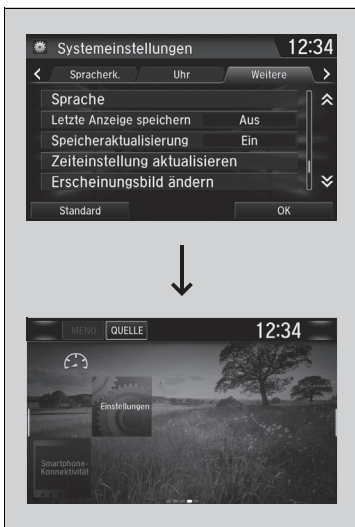 Systemeinstellungen 12:34
Spracherk. Uhr Weitere
Sprache
Letzte Anzeige speichern Aus
Speicheraktualisierung Ein
Zeiteinstellung aktualisieren
Erscheinungsbild ändern
Standard OK
MENÜ QUELLE 12:34
Einstellungen
Smartphone-
Konnektivität